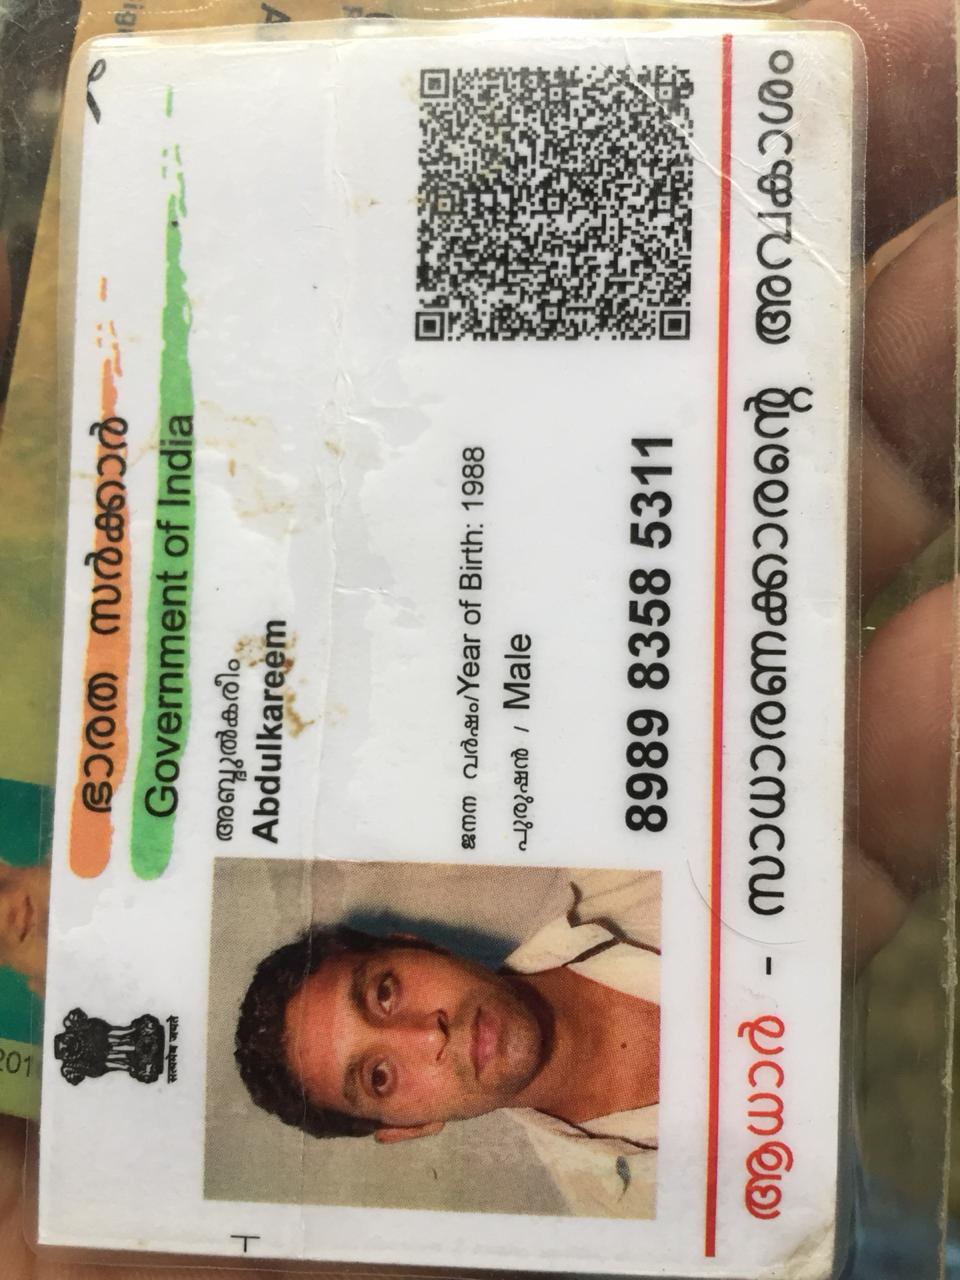 ഭാരത സർക്കാർ
Government of India
सत्यमेव जयते
അബ്ദുൽകരീം
Abdulkareem
ജനന വർഷം/Year of Birth: 1988
പുരുഷൻ / Male
8989 8358 5311
ആധാർ - സാധാരണക്കാരന്റെ അവകാശം